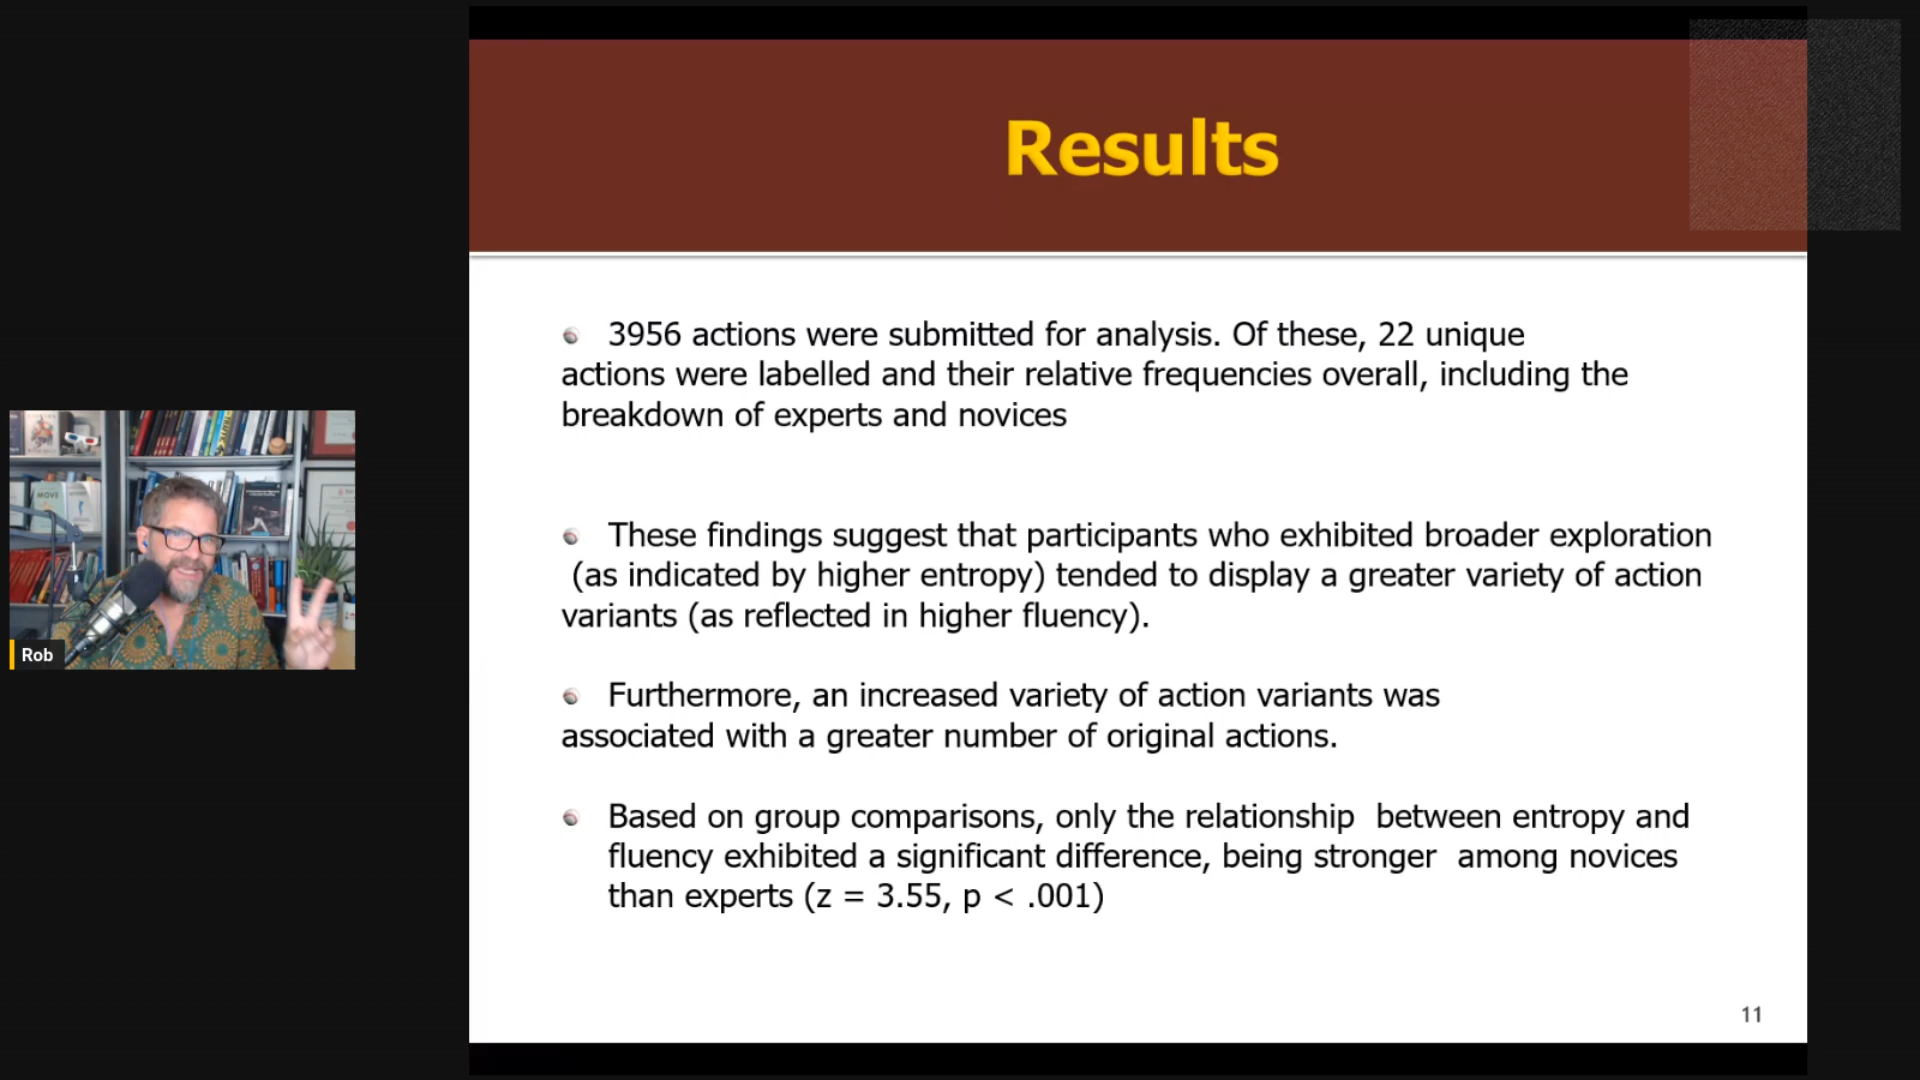 Results
3956 actions were submitted for analysis. Of these, 22 unique
actions were labelled and their relative frequencies overall, including the
breakdown of experts and novices
These findings suggest that participants who exhibited broader exploration
(as indicated by higher entropy) tended to display a greater variety of action
variants (as reflected in higher fluency).
Furthermore, an increased variety of action variants was
associated with a greater number of original actions.
Based on group comparisons, only the relationship between entropy and
fluency exhibited a significant difference, being stronger among novices
than experts (z = 3.55, p < .001)
11
MOVE
Rob